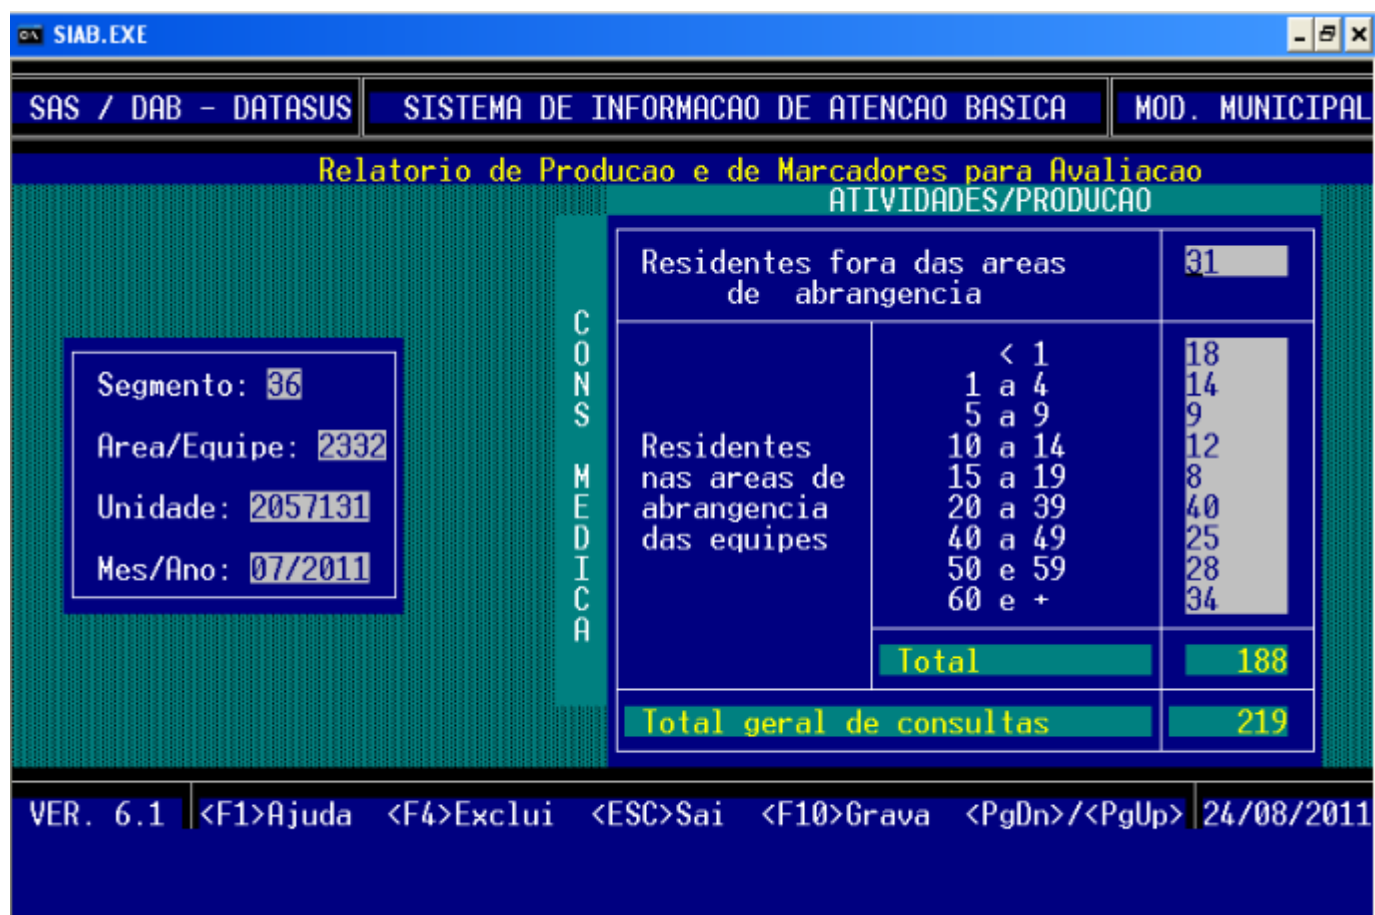 SIAB.EXE
SAS / DAB - DATASUS SISTEMA DE INFORMACAO DE ATENCAO BASICA MOD. MUNICIPAL
Relatorio de Producao e de Marcadores para Avaliacao
ATIVIDADES/PRODUCAO
Segmento: 36
Area/Equipe: 2332
Unidade: 2057131
Mes/Ano: 07/2011
CONS MEDICA
Residentes fora das areas 31
de abrangencia
Residentes
nas areas de
abrangencia
das equipes
< 1 18
1 a 4 14
5 a 9 9
10 a 14 12
15 a 19 8
20 a 39 40
40 a 49 25
50 e 59 28
60 e + 34
Total 188
Total geral de consultas 219
VER. 6.1 <F1>Ajuda <F4>Exclui <ESC>Sai <F10>Grava <PgDn>/<PgUp> 24/08/2011